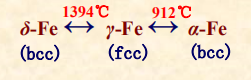 1394℃ 912℃
δ-Fe ⟷ γ-Fe ⟷ α-Fe
(bcc) (fcc) (bcc)